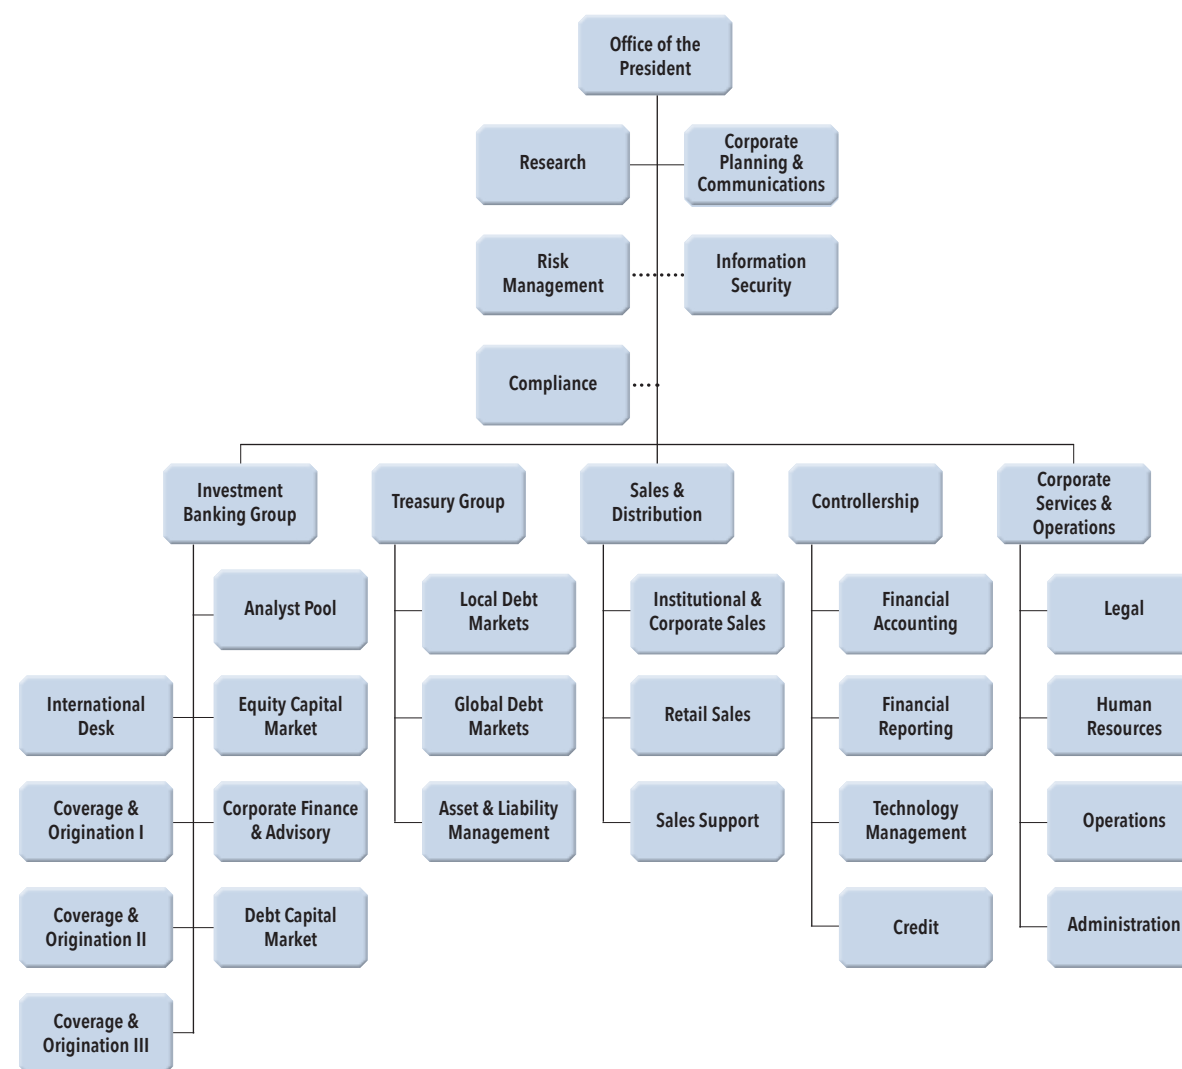 Office of the
President
Research
Corporate
Planning &
Communications
Risk
Management
Information
Security
Compliance
Investment
Banking Group
Treasury Group
Sales &
Distribution
Controllership
Corporate
Services &
Operations
Analyst Pool
Local Debt
Markets
Institutional &
Corporate Sales
Financial
Accounting
Legal
International
Desk
Equity Capital
Market
Global Debt
Markets
Retail Sales
Financial
Reporting
Human
Resources
Coverage &
Origination I
Corporate Finance
& Advisory
Asset & Liability
Management
Sales Support
Technology
Management
Operations
Coverage &
Origination II
Debt Capital
Market
Credit
Administration
Coverage &
Origination III